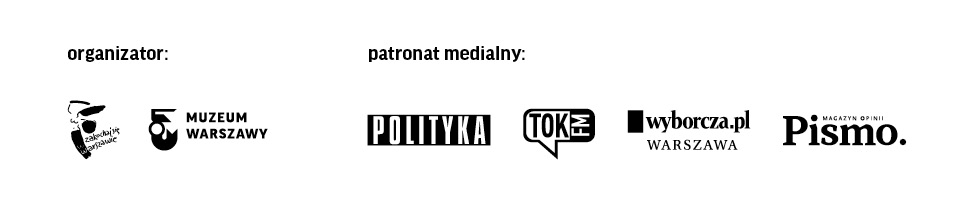 organizator:
patronat medialny:
zakochaj się
w Warszawie
MUZEUM
WARSZAWY
POLITYKA
TOK FM
wyborcza.pl
WARSZAWA
MAGAZYN OPINII
Pismo.